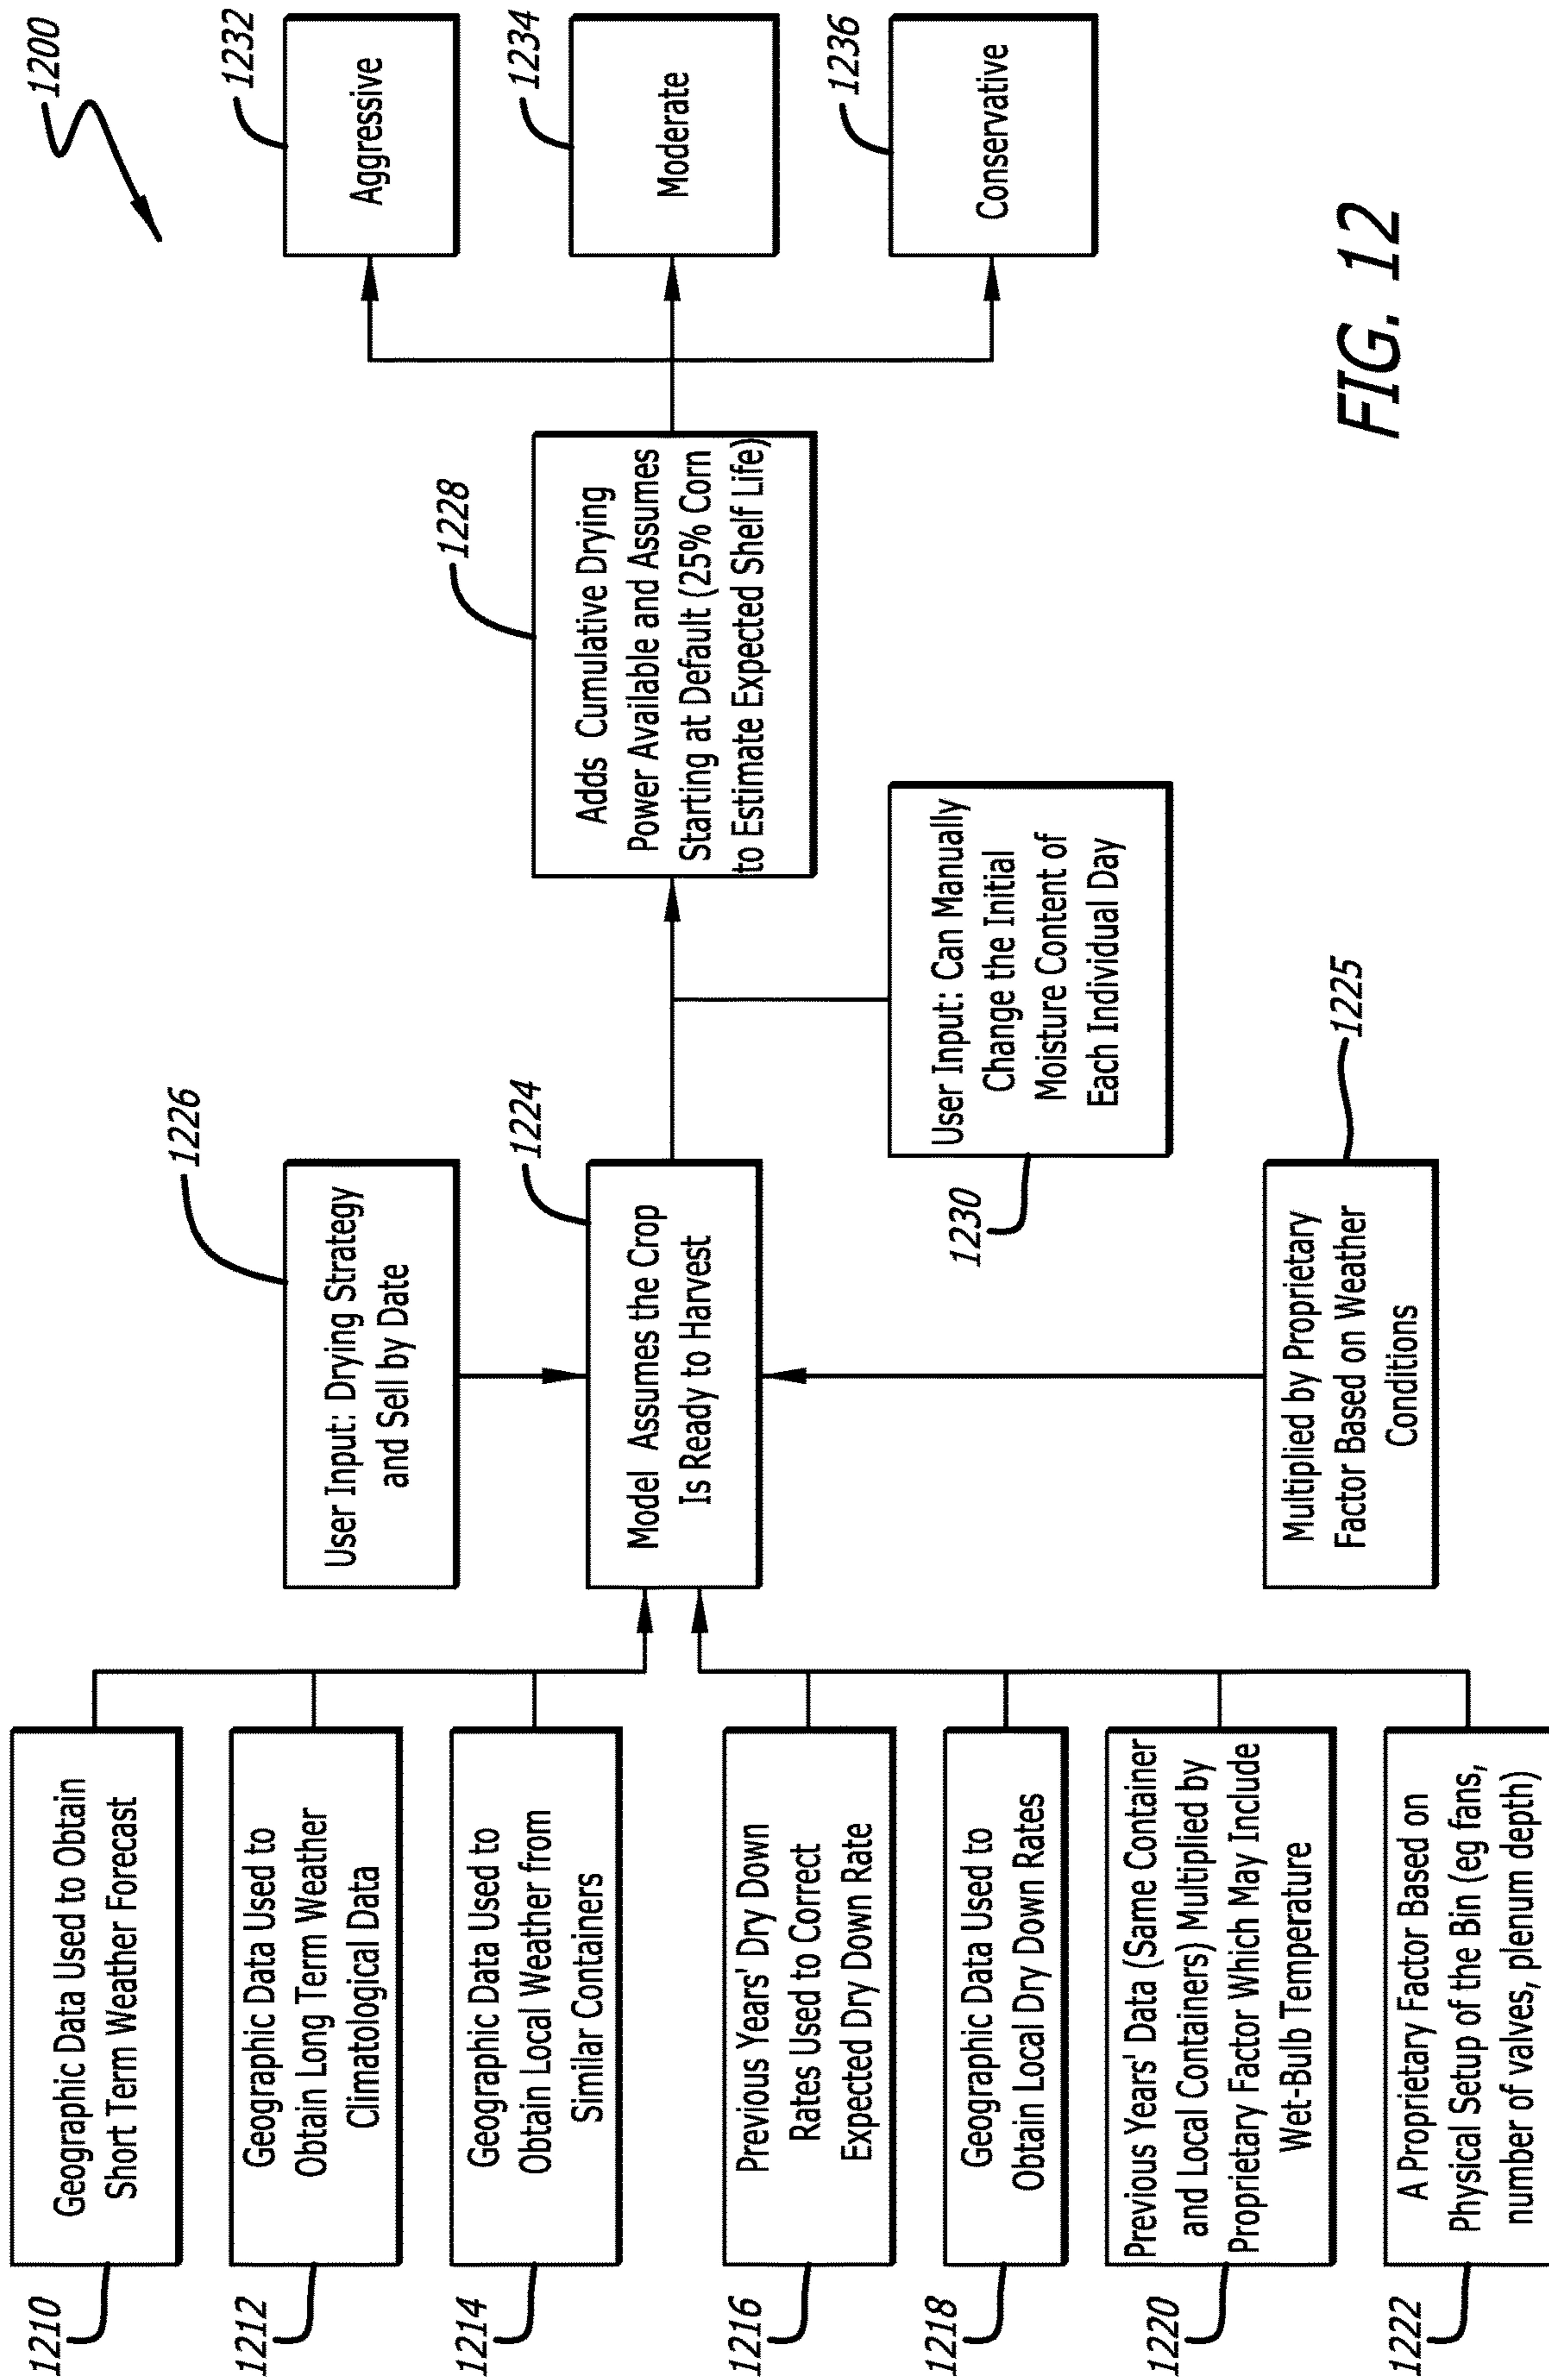 1200
1210
Geographic Data Used to Obtain
Short Term Weather Forecast
1212
Geographic Data Used to
Obtain Long Term Weather
Climatological Data
1214
Geographic Data Used to
Obtain Local Weather from
Similar Containers
1216
Previous Years' Dry Down
Rates Used to Correct
Expected Dry Down Rate
1218
Geographic Data Used to
Obtain Local Dry Down Rates
1220
Previous Years' Data (Same Container
and Local Containers) Multiplied by
Proprietary Factor Which May Include
Wet-Bulb Temperature
1222
A Proprietary Factor Based on
Physical Setup of the Bin (eg fans,
number of valves, plenum depth)
1226
User Input: Drying Strategy
and Sell by Date
1224
Model Assumes the Crop
Is Ready to Harvest
1225
Multiplied by Proprietary
Factor Based on Weather
Conditions
1230
User Input: Can Manually
Change the Initial
Moisture Content of
Each Individual Day
1228
Adds Cumulative Drying
Power Available and Assumes
Starting at Default (25% Corn
to Estimate Expected Shelf Life)
1232
Aggressive
1234
Moderate
1236
Conservative
FIG. 12